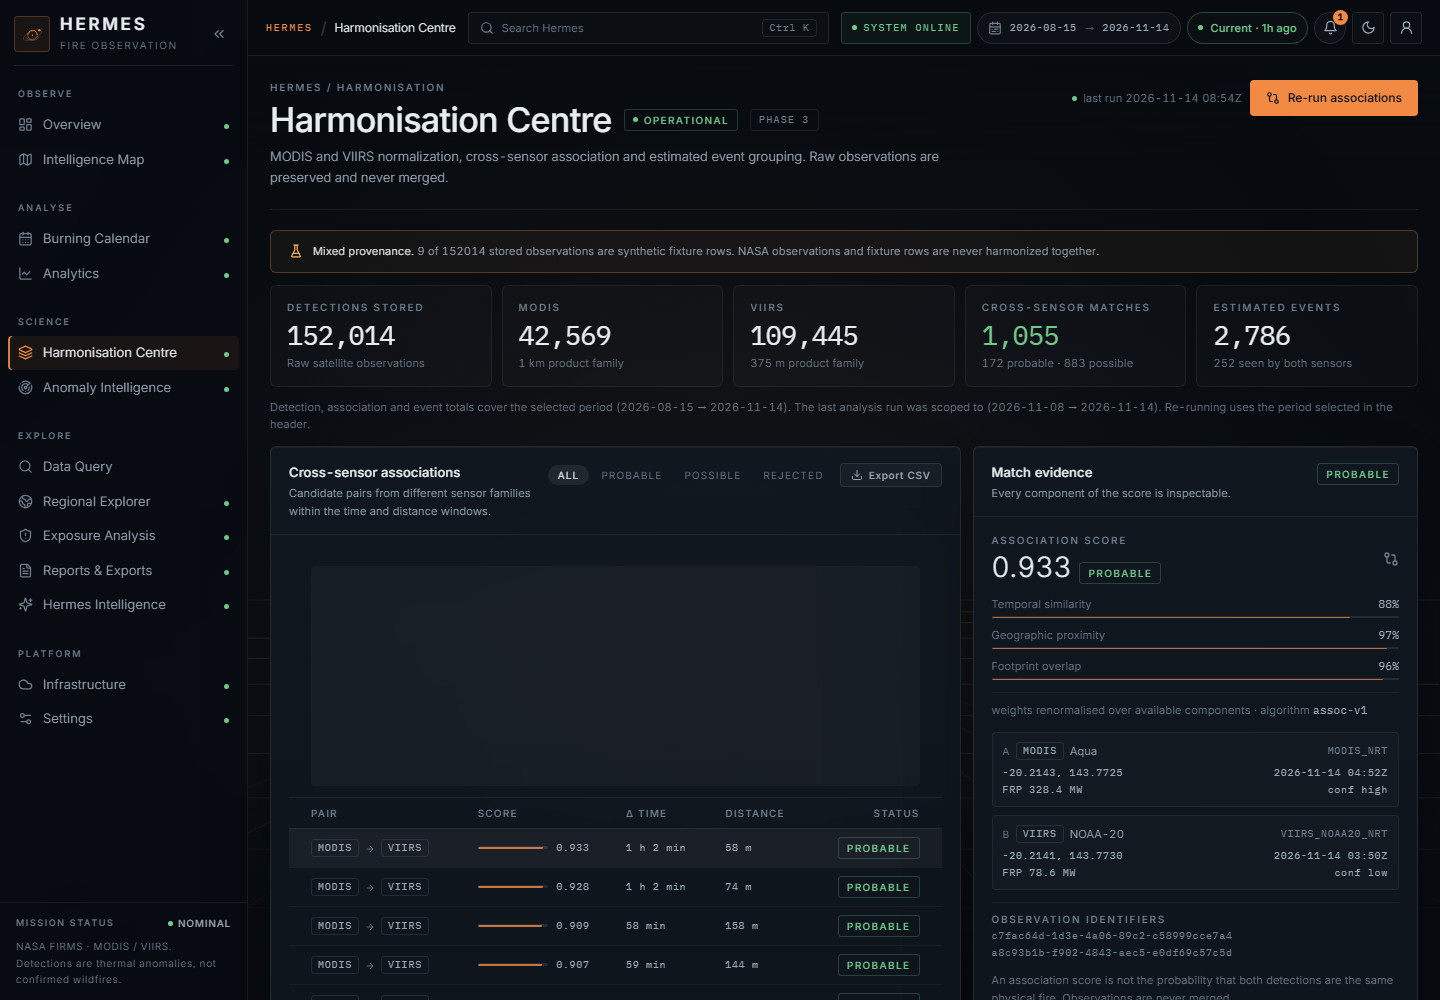 HERMES
FIRE OBSERVATION
OBSERVE
Overview
Intelligence Map
ANALYSE
Burning Calendar
Analytics
SCIENCE
Harmonisation Centre
Anomaly Intelligence
EXPLORE
Data Query
Regional Explorer
Exposure Analysis
Reports & Exports
Hermes Intelligence
PLATFORM
Infrastructure
Settings
MISSION STATUS
NOMINAL
NASA FIRMS · MODIS / VIIRS.
Detections are thermal anomalies, not
confirmed wildfires.
HERMES / Harmonisation Centre
Search Hermes
Ctrl K
SYSTEM ONLINE
2026-08-15 → 2026-11-14
Current · 1h ago
1
HERMES / HARMONISATION
Harmonisation Centre
OPERATIONAL
PHASE 3
last run 2026-11-14 08:54Z
Re-run associations
MODIS and VIIRS normalization, cross-sensor association and estimated event grouping. Raw observations are
preserved and never merged.
Mixed provenance. 9 of 152014 stored observations are synthetic fixture rows. NASA observations and fixture rows are never harmonized together.
DETECTIONS STORED
152,014
Raw satellite observations
MODIS
42,569
1 km product family
VIIRS
109,445
375 m product family
CROSS-SENSOR MATCHES
1,055
172 probable · 883 possible
ESTIMATED EVENTS
2,786
252 seen by both sensors
Detection, association and event totals cover the selected period (2026-08-15 → 2026-11-14). The last analysis run was scoped to (2026-11-08 → 2026-11-14). Re-running uses the period selected in the
header.
Cross-sensor associations
Candidate pairs from different sensor families
within the time and distance windows.
ALL
PROBABLE
POSSIBLE
REJECTED
Export CSV
PAIR SCORE Δ TIME DISTANCE STATUS
MODIS → VIIRS 0.933 1 h 2 min 58 m PROBABLE
MODIS → VIIRS 0.928 1 h 2 min 74 m PROBABLE
MODIS → VIIRS 0.909 58 min 158 m PROBABLE
MODIS → VIIRS 0.907 59 min 144 m PROBABLE
Match evidence
PROBABLE
Every component of the score is inspectable.
ASSOCIATION SCORE
0.933 PROBABLE
Temporal similarity 88%
Geographic proximity 97%
Footprint overlap 96%
weights renormalised over available components · algorithm assoc-v1
A MODIS Aqua MODIS_NRT
-20.2143, 143.7725 2026-11-14 04:52Z
FRP 328.4 MW conf high
B VIIRS NOAA-20 VIIRS_NOAA20_NRT
-20.2141, 143.7730 2026-11-14 03:50Z
FRP 78.6 MW conf low
OBSERVATION IDENTIFIERS
c7fac64d-1d3e-4a06-89c2-c58999cce7a4
a8c93b1b-f902-4843-aec5-e0df69c57c5d
An association score is not the probability that both detections are the same
physical fire. Observations are never merged